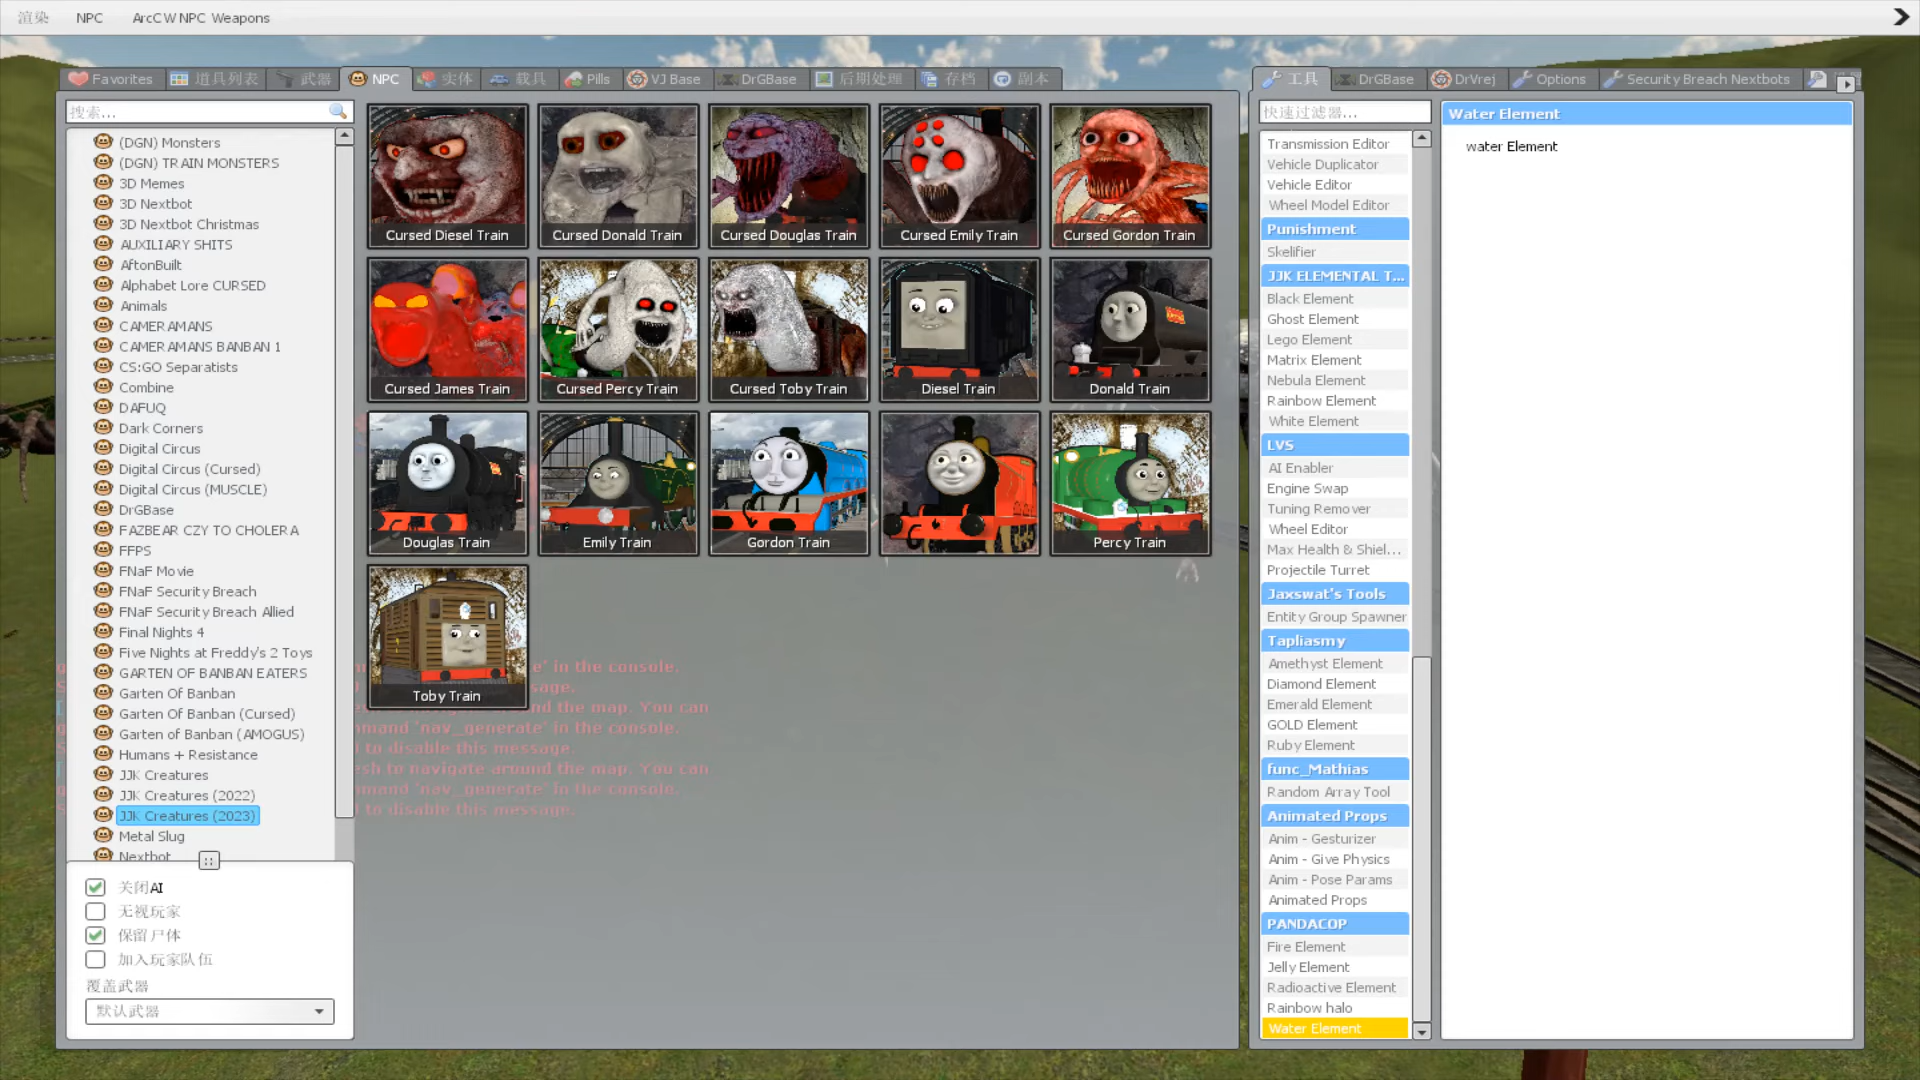 渲染 NPC ArcCW NPC Weapons
Favorites 道具列表 武器 NPC 实体 载具 Pills VJ Base DrGBase 后期处理 存档 副本
搜索...
(DGN) Monsters
(DGN) TRAIN MONSTERS
3D Memes
3D Nextbot
3D Nextbot Christmas
AUXILIARY SHITS
AftonBuilt
Alphabet Lore CURSED
Animals
CAMERAMANS
CAMERAMANS BANBAN 1
CS:GO Separatists
Combine
DAFUQ
Dark Corners
Digital Circus
Digital Circus (Cursed)
Digital Circus (MUSCLE)
DrGBase
FAZBEAR CZY TO CHOLERA
FFPS
FNaF Movie
FNaF Security Breach
FNaF Security Breach Allied
Final Nights 4
Five Nights at Freddy's 2 Toys
GARTEN OF BANBAN EATERS
Garten Of Banban
Garten Of Banban (Cursed)
Garten of Banban (AMOGUS)
Humans + Resistance
JJK Creatures
JJK Creatures (2022)
JJK Creatures (2023)
Metal Slug
Nextbot
关闭AI
无视玩家
保留尸体
加入玩家队伍
覆盖武器
默认武器
Cursed Diesel Train
Cursed Donald Train
Cursed Douglas Train
Cursed Emily Train
Cursed Gordon Train
Cursed James Train
Cursed Percy Train
Cursed Toby Train
Diesel Train
Donald Train
Douglas Train
Emily Train
Gordon Train
Percy Train
Toby Train
' in the console.
sage.
und the map. You can
mmand 'nav_generate' in the console.
to disable this message.
esh to navigate around the map. You can
mmand 'nav_generate' in the console.
to disable this message.
工具 DrGBase DrVrej Options Security Breach Nextbots
快速过滤器...
Transmission Editor
Vehicle Duplicator
Vehicle Editor
Wheel Model Editor
Punishment
Skelifier
JJK ELEMENTAL T...
Black Element
Ghost Element
Lego Element
Matrix Element
Nebula Element
Rainbow Element
White Element
LVS
AI Enabler
Engine Swap
Tuning Remover
Wheel Editor
Max Health & Shiel...
Projectile Turret
Jaxswat's Tools
Entity Group Spawner
Tapliasmy
Amethyst Element
Diamond Element
Emerald Element
GOLD Element
Ruby Element
func_Mathias
Random Array Tool
Animated Props
Anim - Gesturizer
Anim - Give Physics
Anim - Pose Params
Animated Props
PANDACOP
Fire Element
Jelly Element
Radioactive Element
Rainbow halo
Water Element
Water Element
water Element